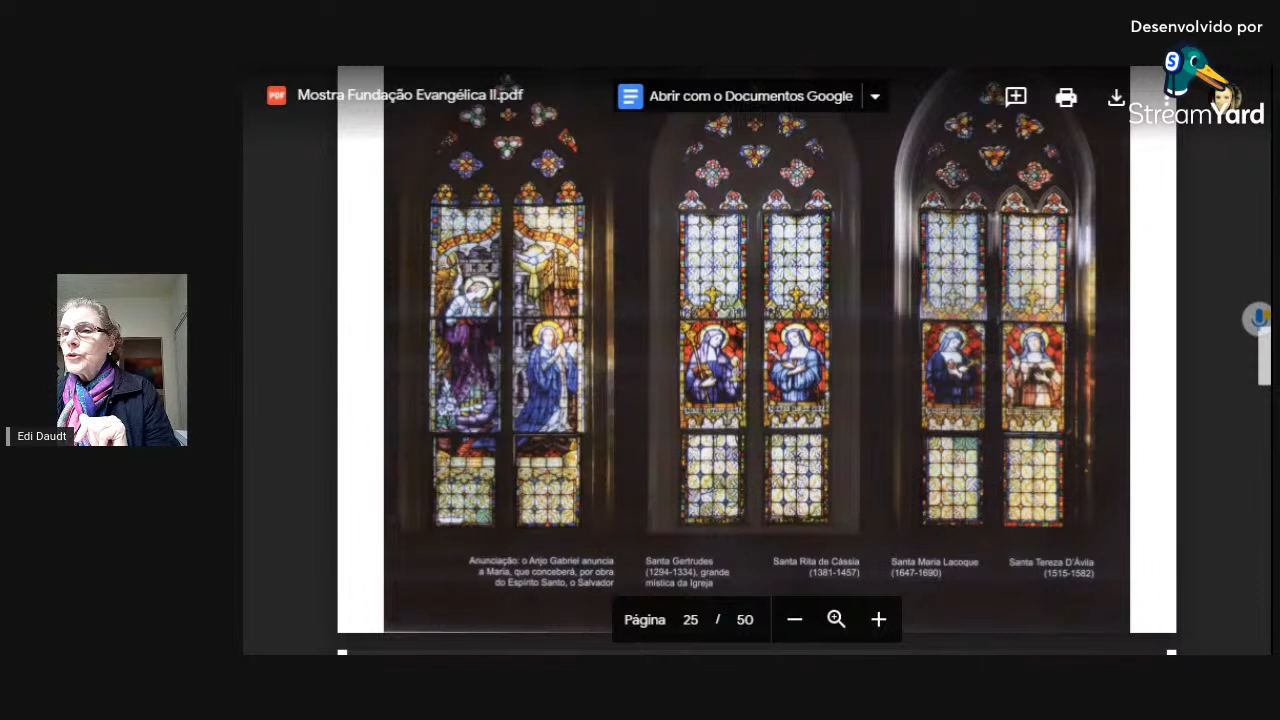 Desenvolvido por
StreamYard
PDF
Mostra Fundação Evangélica II.pdf
Abrir com o Documentos Google
Edi Daudt
Anunciação: o Anjo Gabriel anuncia
a Maria, que conceberá, por obra
do Espírito Santo, o Salvador
Santa Gertrudes
(1294-1334), grande
mística da Igreja
Santa Rita de Cássia
(1381-1457)
Santa Maria Lacoque
(1647-1690)
Santa Tereza D'Ávila
(1515-1582)
Página 25 / 50